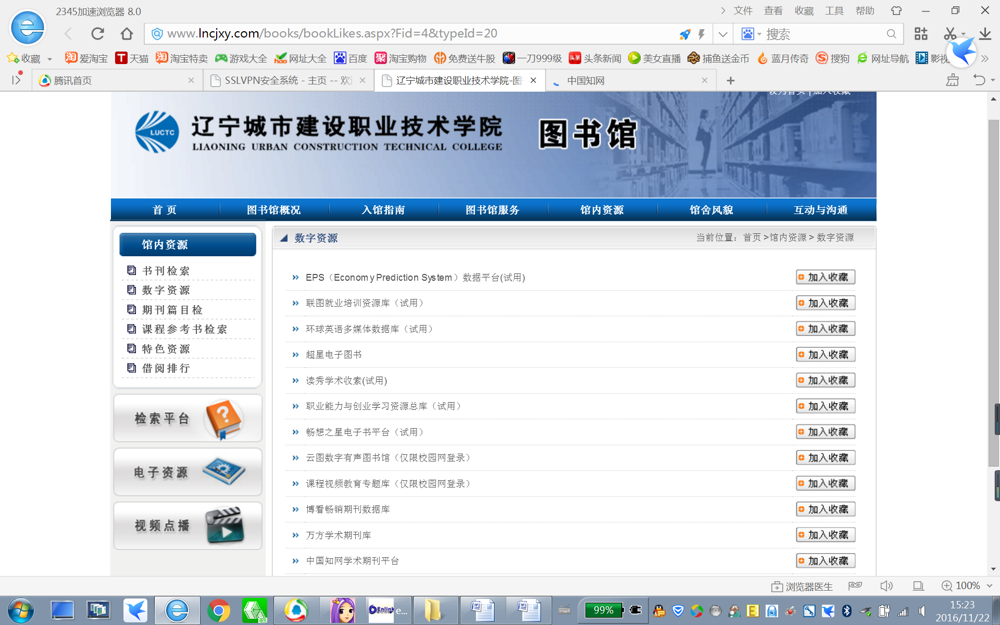 2345加速浏览器 8.0
文件 查看 收藏 工具 帮助
www.lncjxy.com/books/bookLikes.aspx?Fid=4&typeId=20
搜索
收藏 爱淘宝 天猫 淘宝特卖 游戏大全 网址大全 百度 淘宝购物 免费送牛股 一刀999级 头条新闻 美女直播 捕鱼送金币 蓝月传奇 搜狗 网址导航 影视
腾讯首页 SSLVPN安全系统 - 主页 -- 欢 辽宁城市建设职业技术学院-图 中国知网
设为首页 | 加入收藏
LUCTC
辽宁城市建设职业技术学院 图书馆
LIAONING URBAN CONSTRUCTION TECHNICAL COLLEGE
首 页 图书馆概况 入馆指南 图书馆服务 馆内资源 馆舍风貌 互动与沟通
馆内资源
书刊检索
数字资源
期刊篇目检
课程参考书检索
特色资源
借阅排行
检索平台
电子资源
视频点播
数字资源 当前位置：首页 >馆内资源 > 数字资源
EPS（Economy Prediction System）数据平台(试用) 加入收藏
联图就业培训资源库（试用） 加入收藏
环球英语多媒体数据库（试用） 加入收藏
超星电子图书 加入收藏
读秀学术收索(试用) 加入收藏
职业能力与创业学习资源总库（试用） 加入收藏
畅想之星电子书平台（试用） 加入收藏
云图数字有声图书馆（仅限校园网登录） 加入收藏
课程视频教育专题库（仅限校园网登录） 加入收藏
博看畅销期刊数据库 加入收藏
万方学术期刊库 加入收藏
中国知网学术期刊平台 加入收藏
浏览器医生 100%
Enlink e...
99%
15:23
2016/11/22